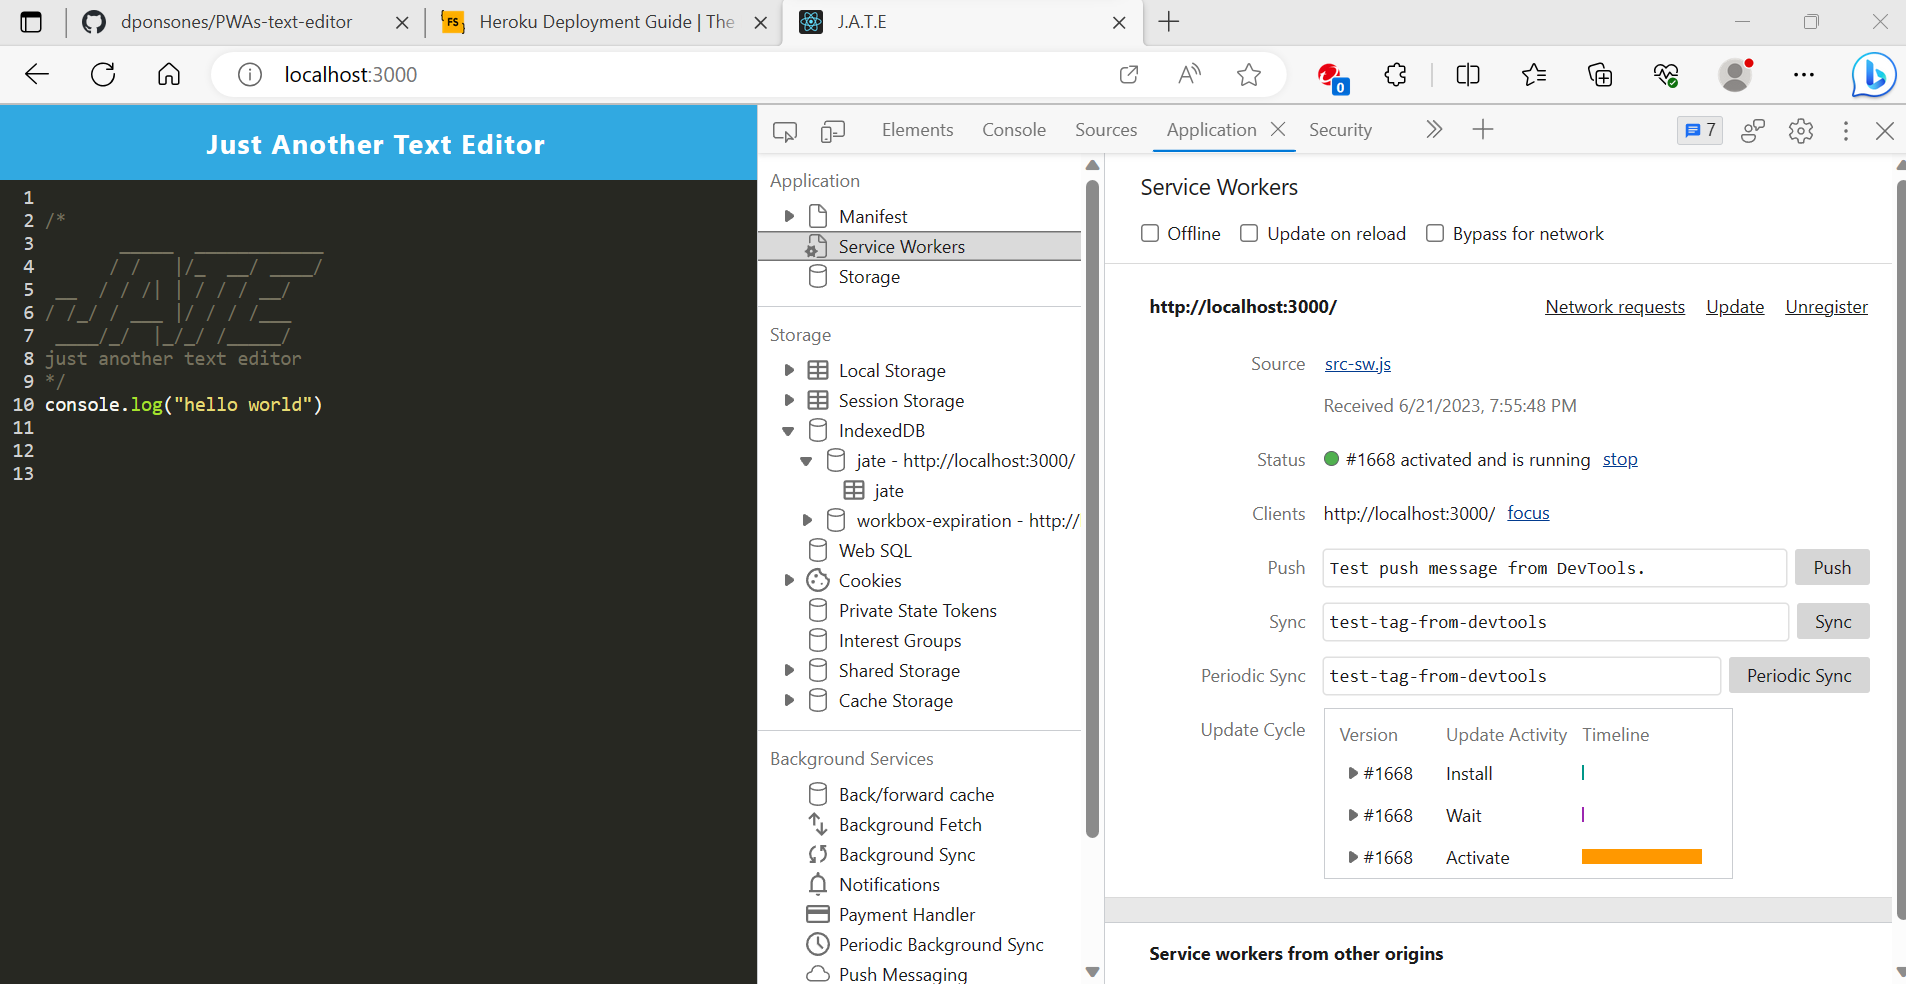 dponsones/PWAs-text-editor
FS
Heroku Deployment Guide | The
J.A.T.E
localhost:3000
0
Just Another Text Editor
1
2 /*
3      _____  ____________
4      / /   |/_  __/ ____/
5  __  / / /| | / / / __/
6 / /_/ / ___ |/ / / /___
7  ____/_/  |_/_/ /_____/
8 just another text editor
9 */
10 console.log("hello world")
11
12
13
Elements
Console
Sources
Application
Security
7
Application
Manifest
Service Workers
Storage
Storage
Local Storage
Session Storage
IndexedDB
jate - http://localhost:3000/
jate
workbox-expiration - http://
Web SQL
Cookies
Private State Tokens
Interest Groups
Shared Storage
Cache Storage
Background Services
Back/forward cache
Background Fetch
Background Sync
Notifications
Payment Handler
Periodic Background Sync
Push Messaging
Service Workers
Offline Update on reload Bypass for network
http://localhost:3000/ Network requests Update Unregister
Source src-sw.js
Received 6/21/2023, 7:55:48 PM
Status #1668 activated and is running stop
Clients http://localhost:3000/ focus
Push Test push message from DevTools. Push
Sync test-tag-from-devtools Sync
Periodic Sync test-tag-from-devtools Periodic Sync
Update Cycle Version Update Activity Timeline
#1668 Install
#1668 Wait
#1668 Activate
Service workers from other origins